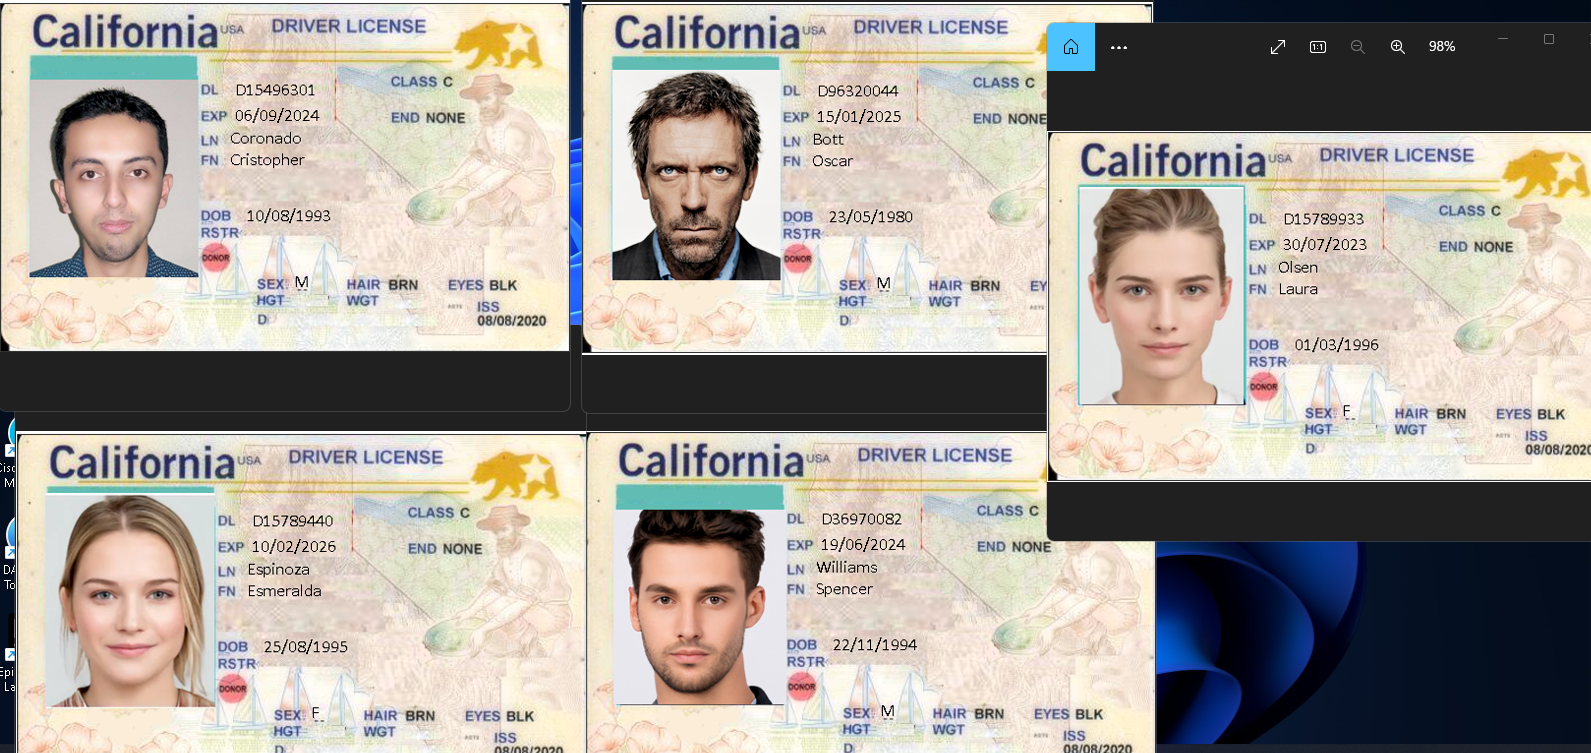 California USA DRIVER LICENSE
CLASS C
DL D15496301
EXP 06/09/2024
END NONE
LN Coronado
FN Cristopher
DOB 10/08/1993
RSTR
DONOR
SEX M HAIR BRN EYES BLK
HGT WGT ISS
D 08/08/2020
California USA DRIVER LICENSE
CLASS C
DL D96320044
EXP 15/01/2025
END NONE
LN Bott
FN Oscar
DOB 23/05/1980
RSTR
DONOR
SEX M HAIR BRN EY
HGT WGT
D
98%
California USA DRIVER LICENSE
DL D15789933
CLASS C
EXP 30/07/2023
END NONE
LN Olsen
FN Laura
DOB 01/03/1996
RSTR
DONOR
SEX F HAIR BRN EYES BLK
HGT WGT ISS
D 08/08/2020
California USA DRIVER LICENSE
CLASS C
DL D15789440
EXP 10/02/2026
END NONE
LN Espinoza
FN Esmeralda
DOB 25/08/1995
RSTR
DONOR
SEX F HAIR BRN EYES BLK
HGT WGT ISS
D 08/08/2020
California USA DRIVER LICENSE
CLASS C
DL D36970082
EXP 19/06/2024
END NONE
LN Williams
FN Spencer
DOB 22/11/1994
RSTR
DONOR
SEX M HAIR BRN EYES BLK
HGT WGT ISS
D 08/08/2020